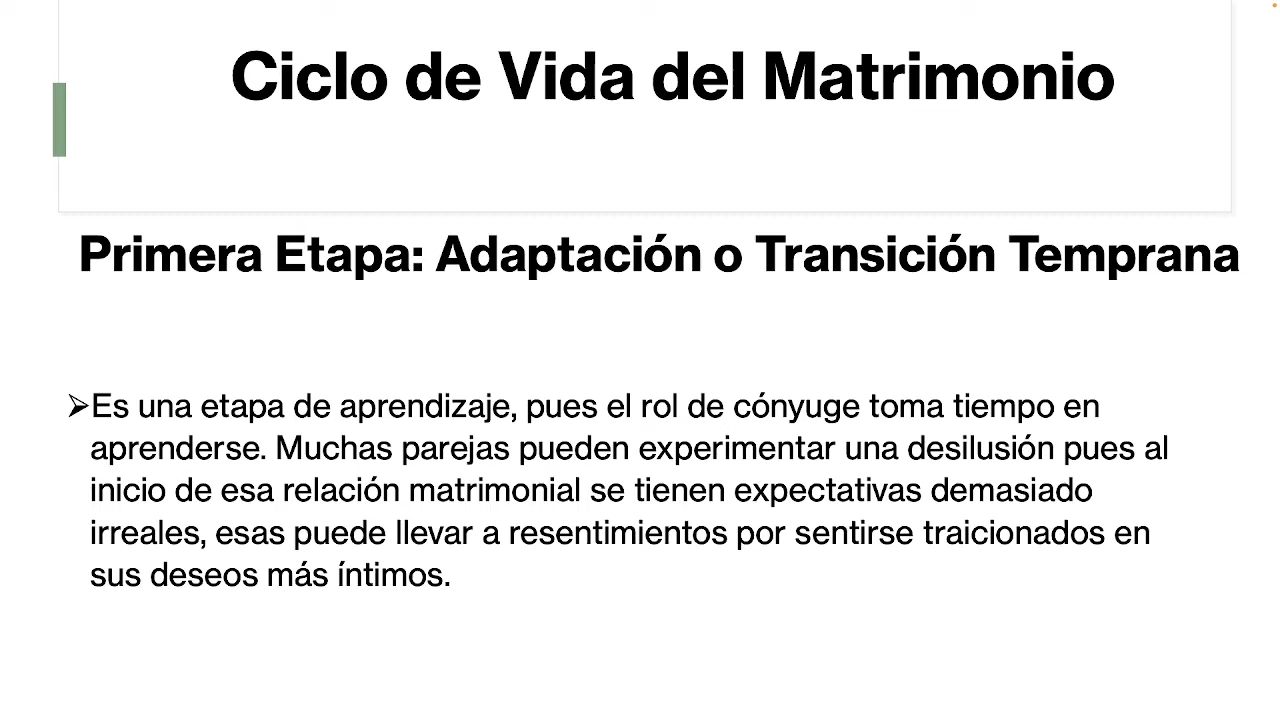 Ciclo de Vida del Matrimonio
Primera Etapa: Adaptación o Transición Temprana
➢Es una etapa de aprendizaje, pues el rol de cónyuge toma tiempo en
aprenderse. Muchas parejas pueden experimentar una desilusión pues al
inicio de esa relación matrimonial se tienen expectativas demasiado
irreales, esas puede llevar a resentimientos por sentirse traicionados en
sus deseos más íntimos.